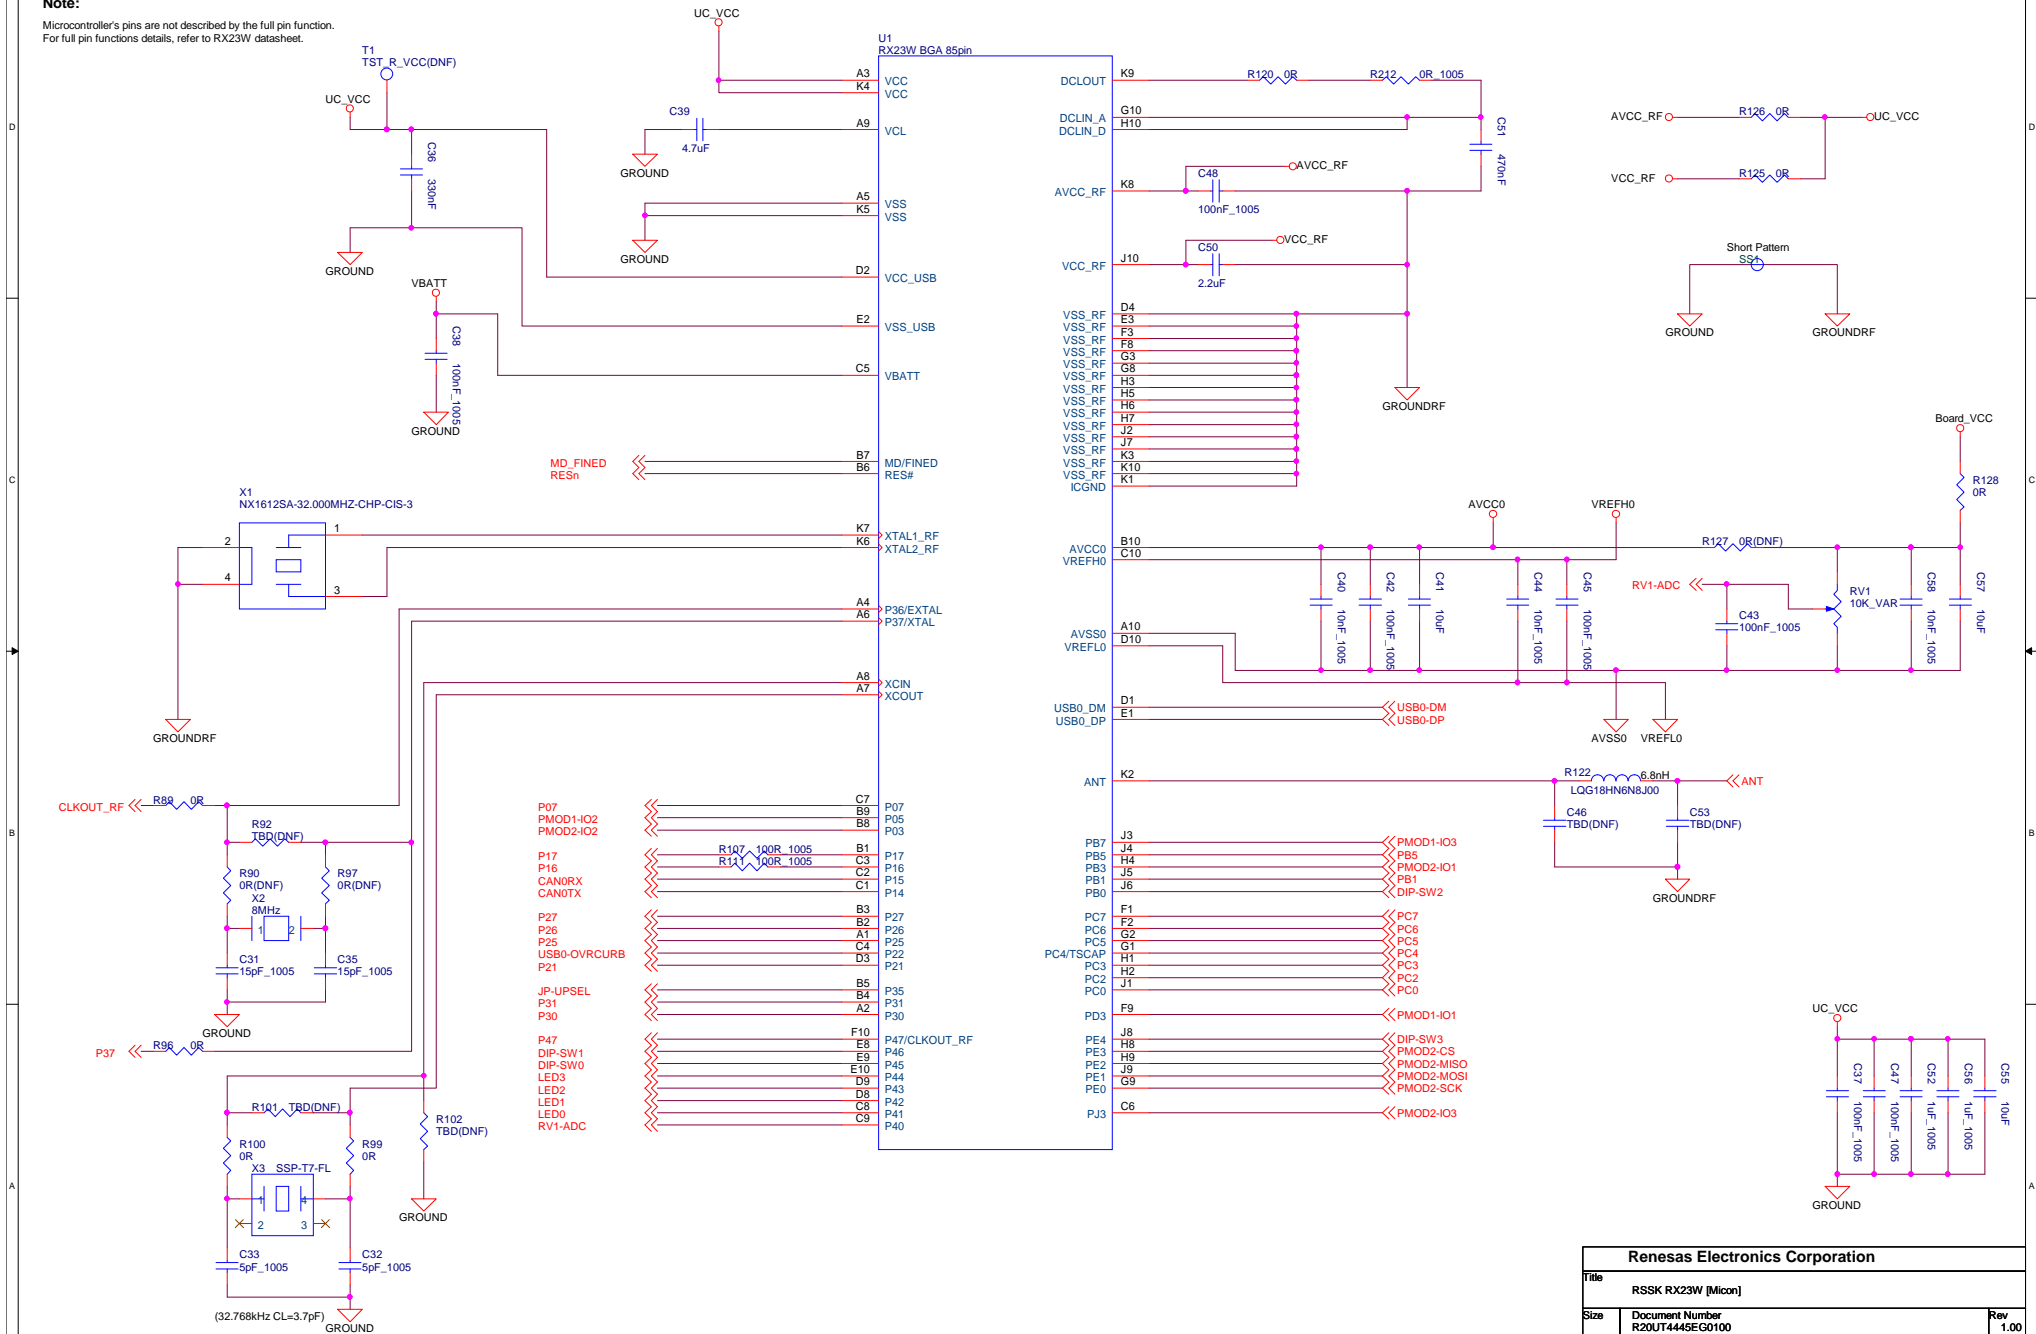 Note:
Microcontroller's pins are not described by the full pin function.
For full pin functions details, refer to RX23W datasheet.
T1
TST_R_VCC(DNF)
UC_VCC
C36
330nF
GROUND
VBATT
C38
100nF_1005
GROUND
UC_VCC
C39
4.7uF
GROUND
GROUND
MD_FINED
RESn
X1
NX1612SA-32.000MHZ-CHP-CIS-3
1
2
4
3
GROUNDRF
CLKOUT_RF
R89 0R
R92
TBD(DNF)
R90
0R(DNF)
R97
0R(DNF)
X2
8MHz
1 2
C31
15pF_1005
C35
15pF_1005
GROUND
P37
R96 0R
R101 TBD(DNF)
R102
TBD(DNF)
R100
0R
R99
0R
X3 SSP-T7-FL
1 4
2 3
C33
5pF_1005
C32
5pF_1005
(32.768kHz CL=3.7pF)
GROUND
GROUND
P07
PMOD1-IO2
PMOD2-IO2
P17
P16
CAN0RX
CAN0TX
R107 100R_1005
R111 100R_1005
P27
P26
P25
USB0-OVRCURB
P21
JP-UPSEL
P31
P30
P47
DIP-SW1
DIP-SW0
LED3
LED2
LED1
LED0
RV1-ADC
U1
RX23W BGA 85pin
A3 VCC
K4 VCC
A9 VCL
A5 VSS
K5 VSS
D2 VCC_USB
E2 VSS_USB
C5 VBATT
B7 MD/FINED
B6 RES#
K7 XTAL1_RF
K6 XTAL2_RF
A4 P36/EXTAL
A6 P37/XTAL
A8 XCIN
A7 XCOUT
C7 P07
B9 P05
B8 P03
B1 P17
C3 P16
C2 P15
C1 P14
B3 P27
B2 P26
A1 P25
C4 P22
D3 P21
B5 P35
B4 P31
A2 P30
F10 P47/CLKOUT_RF
E8 P46
E9 P45
E10 P44
D9 P43
D8 P42
C8 P41
C9 P40
DCLOUT K9
DCLIN_A G10
DCLIN_D H10
AVCC_RF K8
VCC_RF J10
VSS_RF D4
VSS_RF E3
VSS_RF F3
VSS_RF F8
VSS_RF G3
VSS_RF G8
VSS_RF H3
VSS_RF H5
VSS_RF H6
VSS_RF H7
VSS_RF J2
VSS_RF J7
VSS_RF K3
VSS_RF K10
ICGND K1
AVCC0 B10
VREFH0 C10
AVSS0 A10
VREFL0 D10
USB0_DM D1
USB0_DP E1
ANT K2
PB7 J3
PB5 J4
PB3 H4
PB1 J5
PB0 J6
PC7 F1
PC6 F2
PC5 G2
PC4/TSCAP G1
PC3 H1
PC2 H2
PC0 J1
PD3 F9
PE4 J8
PE3 H8
PE2 H9
PE1 J9
PE0 G9
PJ3 C6
R120 0R
R212 0R_1005
C51
470nF
AVCC_RF
C48
100nF_1005
VCC_RF
C50
2.2uF
GROUNDRF
AVCC_RF
R126 0R
UC_VCC
VCC_RF
R125 0R
Short Pattern
SS1
GROUND
GROUNDRF
Board_VCC
R128
0R
AVCC0
VREFH0
R127 0R(DNF)
C40
10nF_1005
C42
100nF_1005
C41
10uF
C44
10nF_1005
C45
100nF_1005
RV1-ADC
C43
100nF_1005
RV1
10K_VAR
C58
10nF_1005
C57
10uF
AVSS0
VREFL0
USB0-DM
USB0-DP
R122
6.8nH
LQG18HN6N8J00
ANT
C46
TBD(DNF)
C53
TBD(DNF)
GROUNDRF
PMOD1-IO3
PB5
PMOD2-IO1
PB1
DIP-SW2
PC7
PC6
PC5
PC4
PC3
PC2
PC0
PMOD1-IO1
DIP-SW3
PMOD2-CS
PMOD2-MISO
PMOD2-MOSI
PMOD2-SCK
PMOD2-IO3
UC_VCC
C37
100nF_1005
C47
100nF_1005
C52
1uF_1005
C56
1uF_1005
C55
10uF
GROUND
D
C
B
A
D
C
B
A
Renesas Electronics Corporation
Title
RSSK RX23W [Micon]
Size
Document Number
R20UT4445EG0100
Rev
1.00